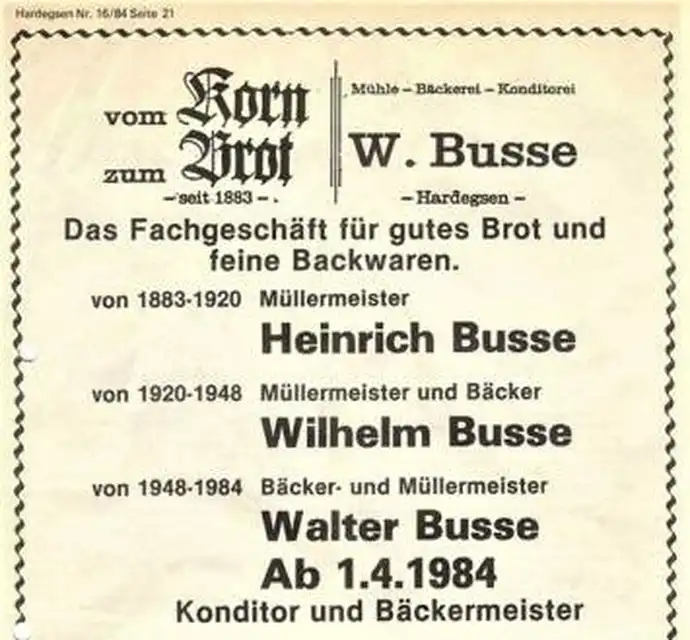 Hardegsen Nr. 16/84 Seite 21
vom Korn
zum Brot
– seit 1883 –
Mühle – Bäckerei – Konditorei
W. Busse
– Hardegsen –
Das Fachgeschäft für gutes Brot und
feine Backwaren.
von 1883-1920 Müllermeister
Heinrich Busse
von 1920-1948 Müllermeister und Bäcker
Wilhelm Busse
von 1948-1984 Bäcker- und Müllermeister
Walter Busse
Ab 1.4.1984
Konditor und Bäckermeister